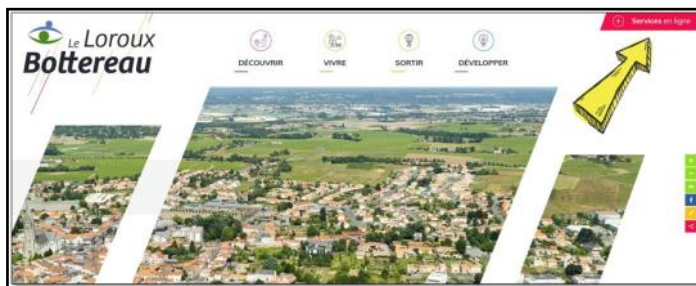 Le Loroux
Bottereau
Services en ligne
DÉCOUVRIR
VIVRE
SORTIR
DÉVELOPPER